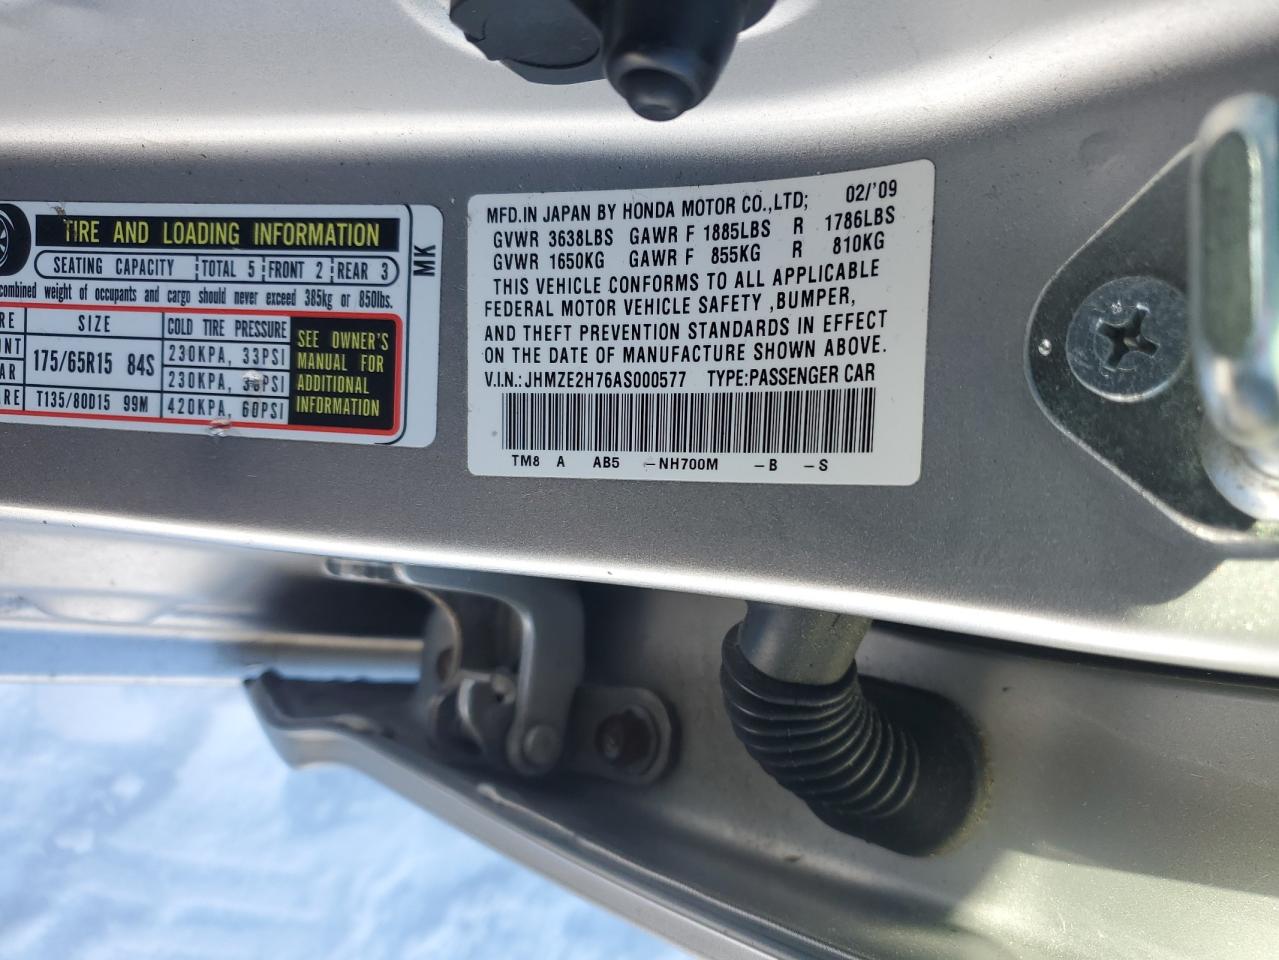 TIRE AND LOADING INFORMATION
SEATING CAPACITY TOTAL 5 FRONT 2 REAR 3
combined weight of occupants and cargo should never exceed 385kg or 850lbs.
SIZE COLD TIRE PRESSURE
175/65R15 84S 230KPA, 33PSI
230KPA, 33PSI
T135/80D15 99M 420KPA, 60PSI
SEE OWNER'S
MANUAL FOR
ADDITIONAL
INFORMATION
MK
MFD.IN JAPAN BY HONDA MOTOR CO.,LTD; 02/'09
GVWR 3638LBS GAWR F 1885LBS R 1786LBS
GVWR 1650KG GAWR F 855KG R 810KG
THIS VEHICLE CONFORMS TO ALL APPLICABLE
FEDERAL MOTOR VEHICLE SAFETY ,BUMPER,
AND THEFT PREVENTION STANDARDS IN EFFECT
ON THE DATE OF MANUFACTURE SHOWN ABOVE.
V.I.N.:JHMZE2H76AS000577 TYPE:PASSENGER CAR
TM8 A AB5 -NH700M -B -S